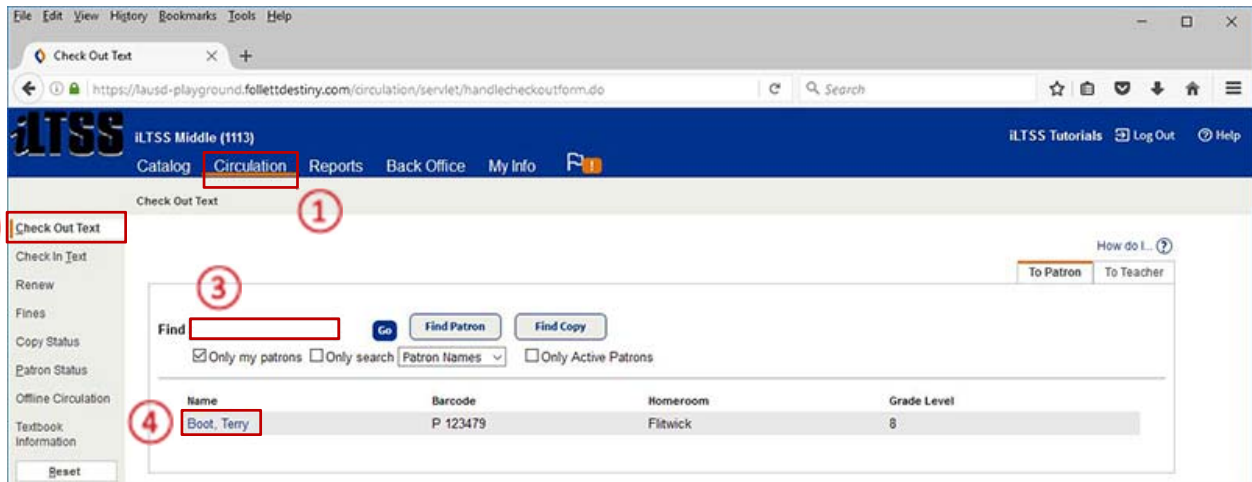 File Edit View History Bookmarks Tools Help
Check Out Text
https://lausd-playground.follettdestiny.com/circulation/servlet/handlecheckoutform.do
Search
iLTSS
iLTSS Middle (1113)
iLTSS Tutorials Log Out ? Help
Catalog Circulation Reports Back Office My Info !
Check Out Text
1
Check Out Text
Check In Text
Renew
Fines
Copy Status
Patron Status
Offline Circulation
Textbook
Information
Reset
How do I... ?
To Patron To Teacher
3
Find Go Find Patron Find Copy
Only my patrons Only search Patron Names Only Active Patrons
Name Barcode Homeroom Grade Level
4 Boot, Terry P 123479 Flitwick 8